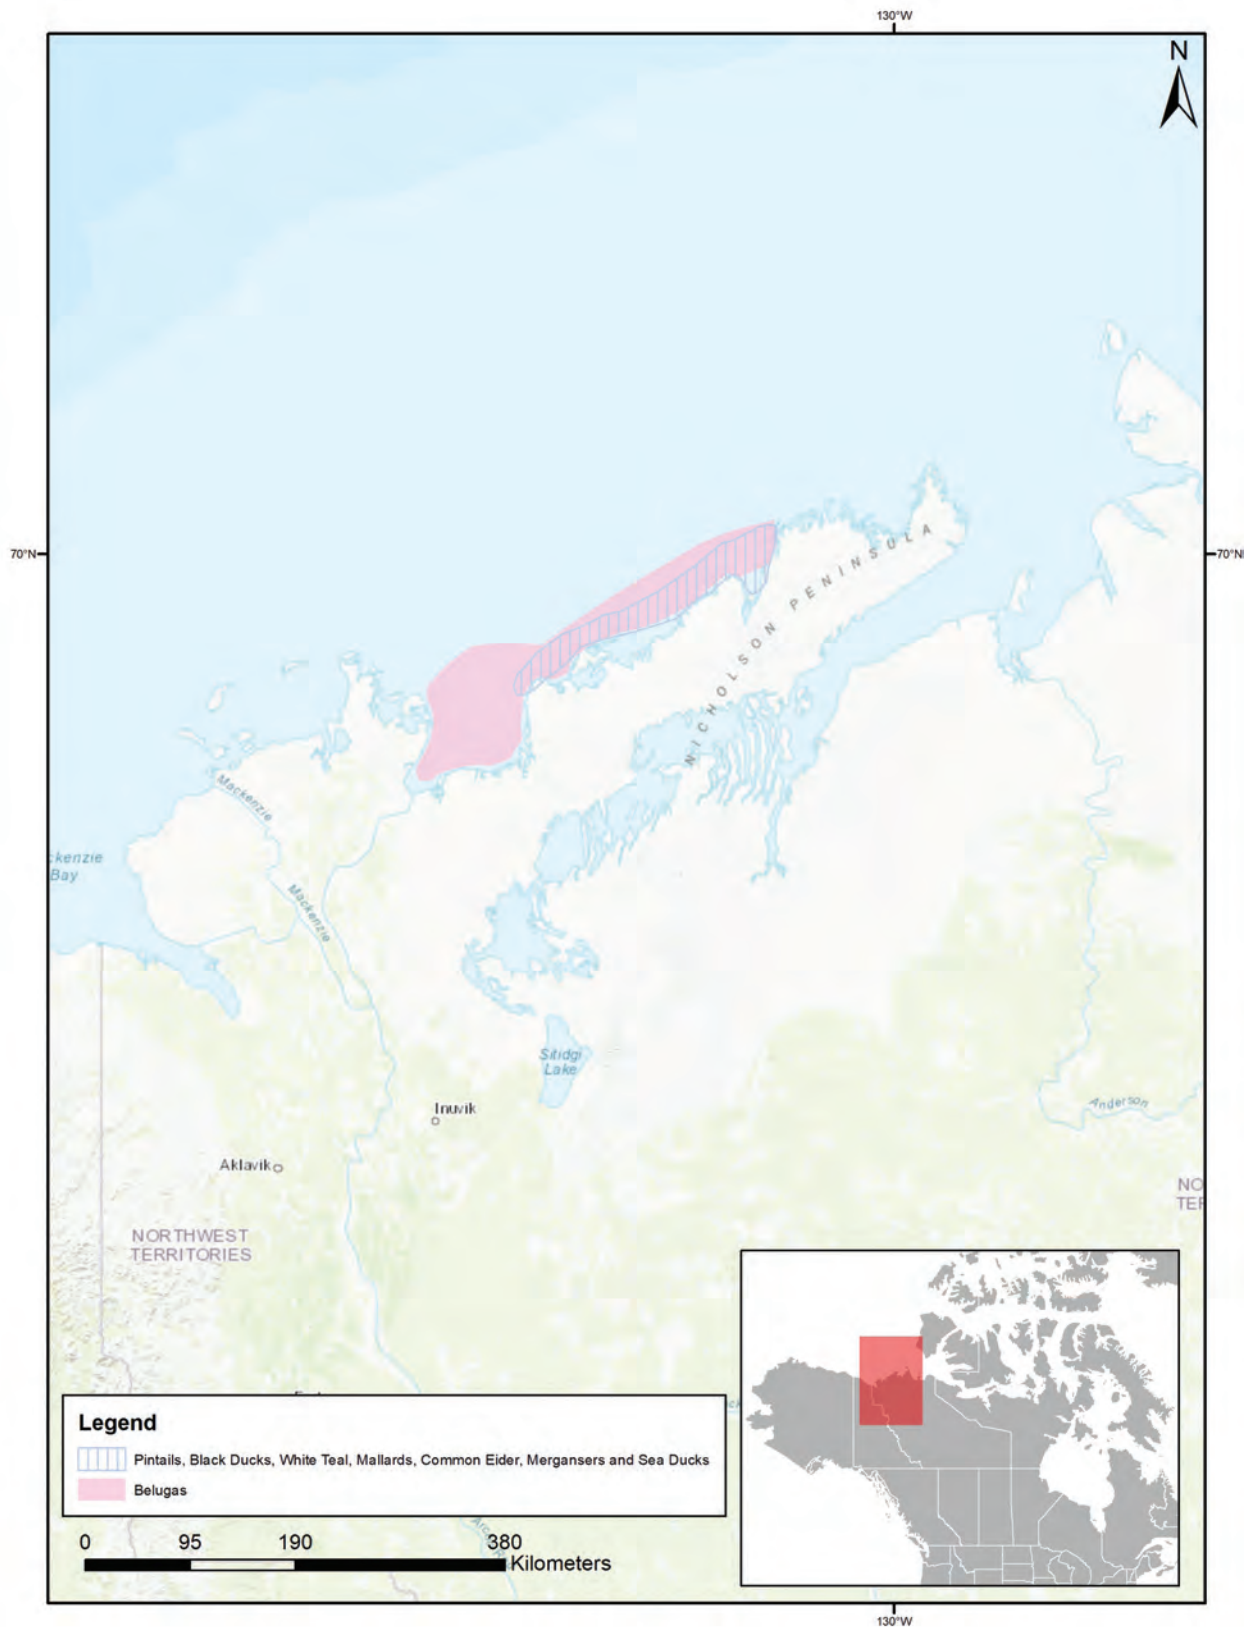 130°W
N
70°N
70°N
NICHOLSON PENINSULA
Mackenzie
ckenzie
Bay
Mackenzie
Sitidgi
Lake
Inuvik
Anderson
Aklavik
NO
TER
NORTHWEST
TERRITORIES
Legend
Pintails, Black Ducks, White Teal, Mallards, Common Eider, Mergansers and Sea Ducks
Belugas
0 95 190 380
Kilometers
130°W